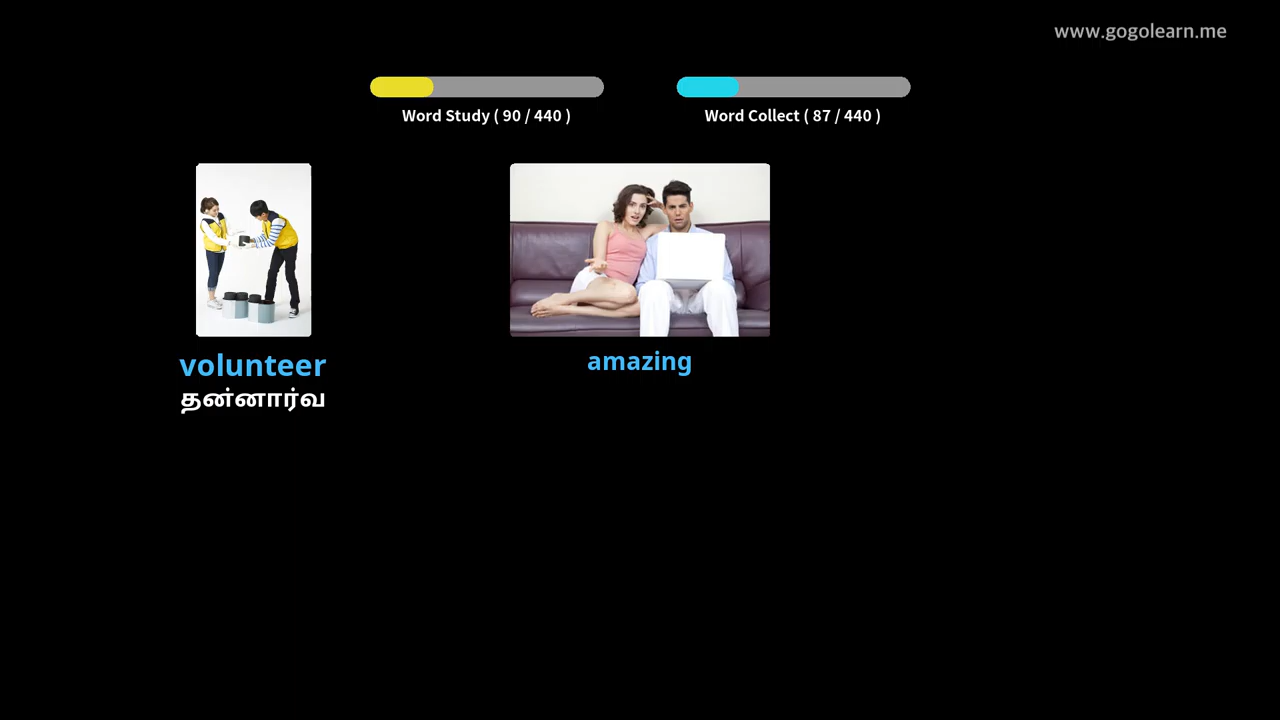 www.gogolearn.me
Word Study ( 90 / 440 )
Word Collect ( 87 / 440 )
volunteer
தன்னார்வ
amazing